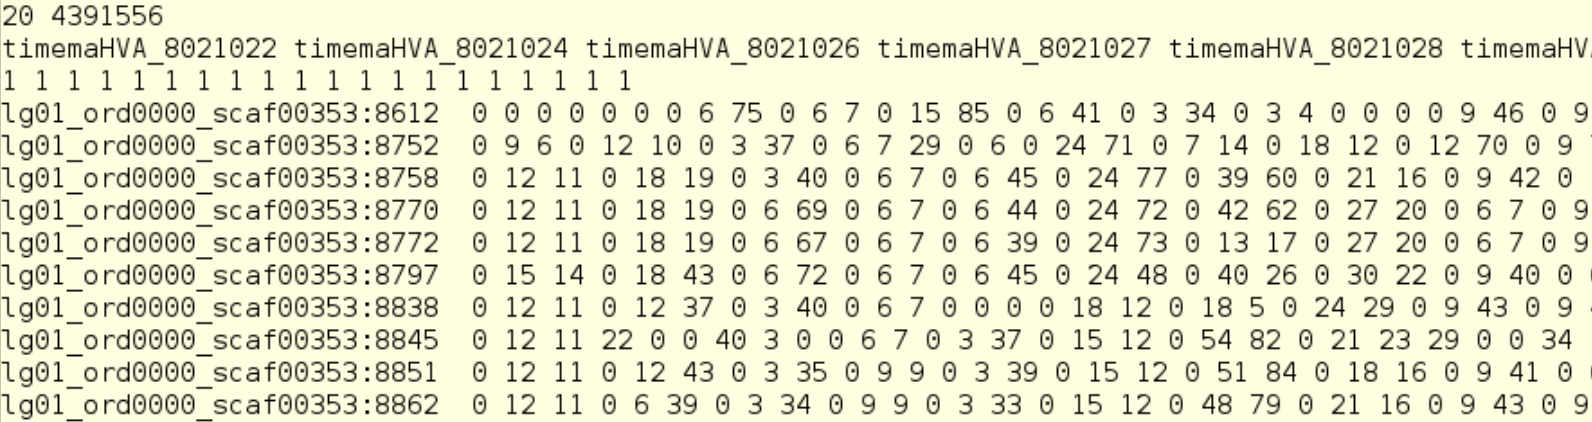 20 4391556
timemaHVA_8021022 timemaHVA_8021024 timemaHVA_8021026 timemaHVA_8021027 timemaHVA_8021028 timemaHV
1 1 1 1 1 1 1 1 1 1 1 1 1 1 1 1 1 1 1 1
lg01_ord0000_scaf00353:8612  0 0 0 0 0 0 0 6 75 0 6 7 0 15 85 0 6 41 0 3 34 0 3 4 0 0 0 0 9 46 0 9
lg01_ord0000_scaf00353:8752  0 9 6 0 12 10 0 3 37 0 6 7 29 0 6 0 24 71 0 7 14 0 18 12 0 12 70 0 9
lg01_ord0000_scaf00353:8758  0 12 11 0 18 19 0 3 40 0 6 7 0 6 45 0 24 77 0 39 60 0 21 16 0 9 42 0
lg01_ord0000_scaf00353:8770  0 12 11 0 18 19 0 6 69 0 6 7 0 6 44 0 24 72 0 42 62 0 27 20 0 6 7 0 9
lg01_ord0000_scaf00353:8772  0 12 11 0 18 19 0 6 67 0 6 7 0 6 39 0 24 73 0 13 17 0 27 20 0 6 7 0 9
lg01_ord0000_scaf00353:8797  0 15 14 0 18 43 0 6 72 0 6 7 0 6 45 0 24 48 0 40 26 0 30 22 0 9 40 0
lg01_ord0000_scaf00353:8838  0 12 11 0 12 37 0 3 40 0 6 7 0 0 0 0 18 12 0 18 5 0 24 29 0 9 43 0 9
lg01_ord0000_scaf00353:8845  0 12 11 22 0 0 40 3 0 0 6 7 0 3 37 0 15 12 0 54 82 0 21 23 29 0 0 34
lg01_ord0000_scaf00353:8851  0 12 11 0 12 43 0 3 35 0 9 9 0 3 39 0 15 12 0 51 84 0 18 16 0 9 41 0
lg01_ord0000_scaf00353:8862  0 12 11 0 6 39 0 3 34 0 9 9 0 3 33 0 15 12 0 48 79 0 21 16 0 9 43 0 9